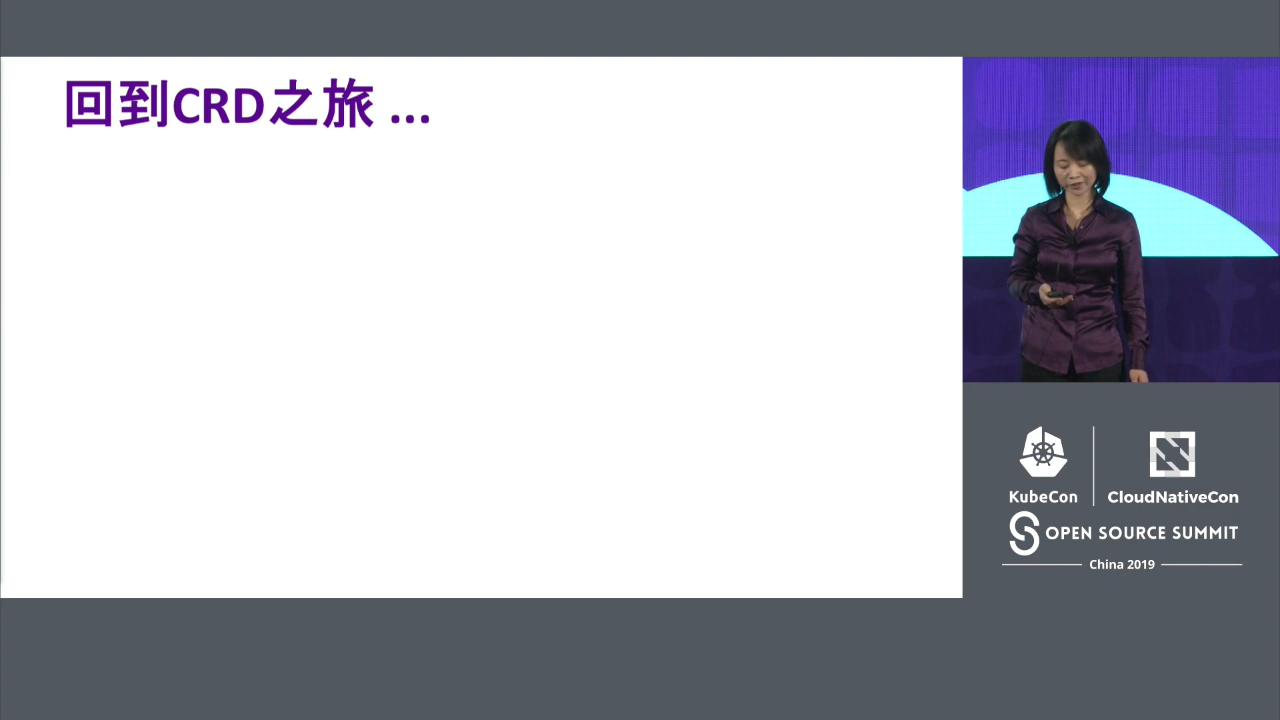 回到CRD之旅 ...
KubeCon
CloudNativeCon
OPEN SOURCE SUMMIT
China 2019